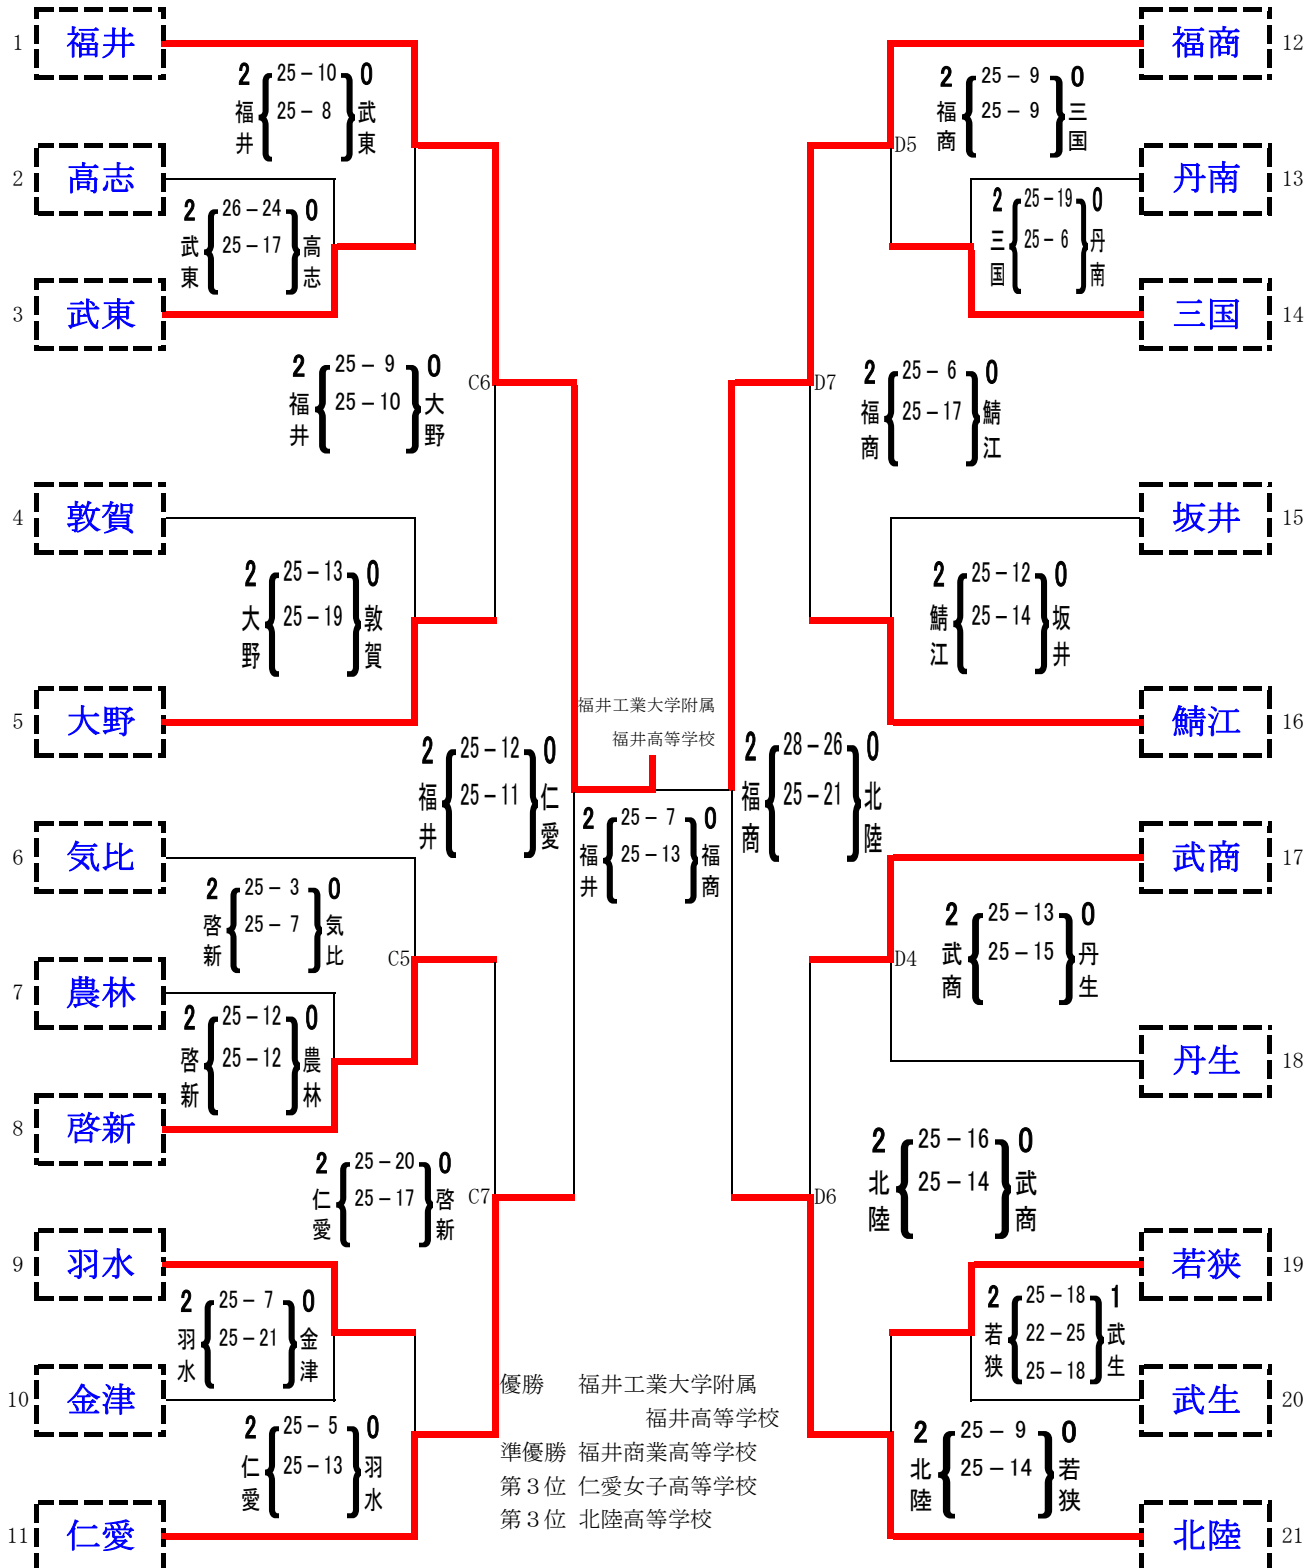 1 福井
2 高志
3 武東
4 敦賀
5 大野
6 気比
7 農林
8 啓新
9 羽水
10 金津
11 仁愛
福商 12
丹南 13
三国 14
坂井 15
鯖江 16
武商 17
丹生 18
若狭 19
武生 20
北陸 21
2 福井 25－10 25－8 0 武東
2 武東 26－24 25－17 0 高志
2 福井 25－9 25－10 0 大野
C6
2 大野 25－13 25－19 0 敦賀
2 福井 25－12 25－11 0 仁愛
2 啓新 25－3 25－7 0 気比
C5
2 啓新 25－12 25－12 0 農林
2 仁愛 25－20 25－17 0 啓新
C7
2 羽水 25－7 25－21 0 金津
2 仁愛 25－5 25－13 0 羽水
福井工業大学附属
福井高等学校
2 福井 25－7 25－13 0 福商
2 福商 25－9 25－9 0 三国
D5
2 三国 25－19 25－6 0 丹南
D7
2 福商 25－6 25－17 0 鯖江
2 鯖江 25－12 25－14 0 坂井
2 福商 28－26 25－21 0 北陸
2 武商 25－13 25－15 0 丹生
D4
2 北陸 25－16 25－14 0 武商
D6
2 若狭 25－18 22－25 25－18 1 武生
2 北陸 25－9 25－14 0 若狭
優勝 福井工業大学附属
福井高等学校
準優勝 福井商業高等学校
第３位 仁愛女子高等学校
第３位 北陸高等学校